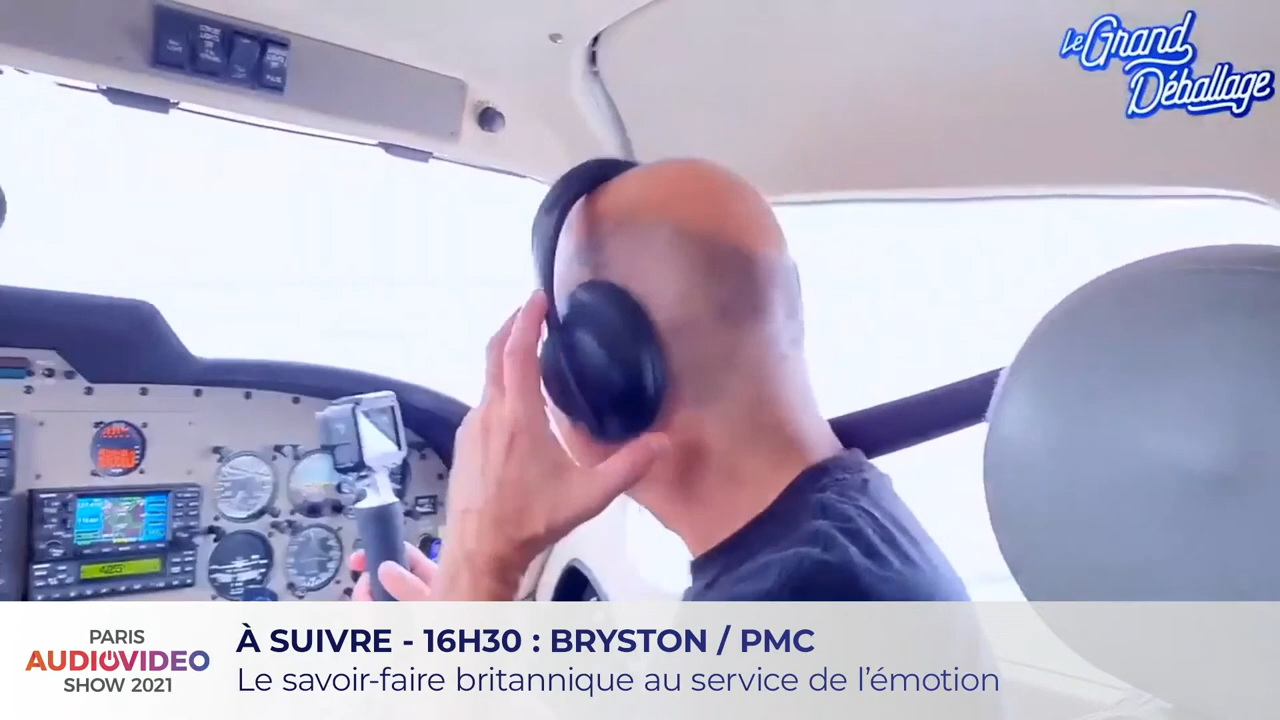 Le Grand
Déballage
À SUIVRE - 16H30 : BRYSTON / PMC
Le savoir-faire britannique au service de l'émotion
PARIS
AUDIOVIDEO
SHOW 2021